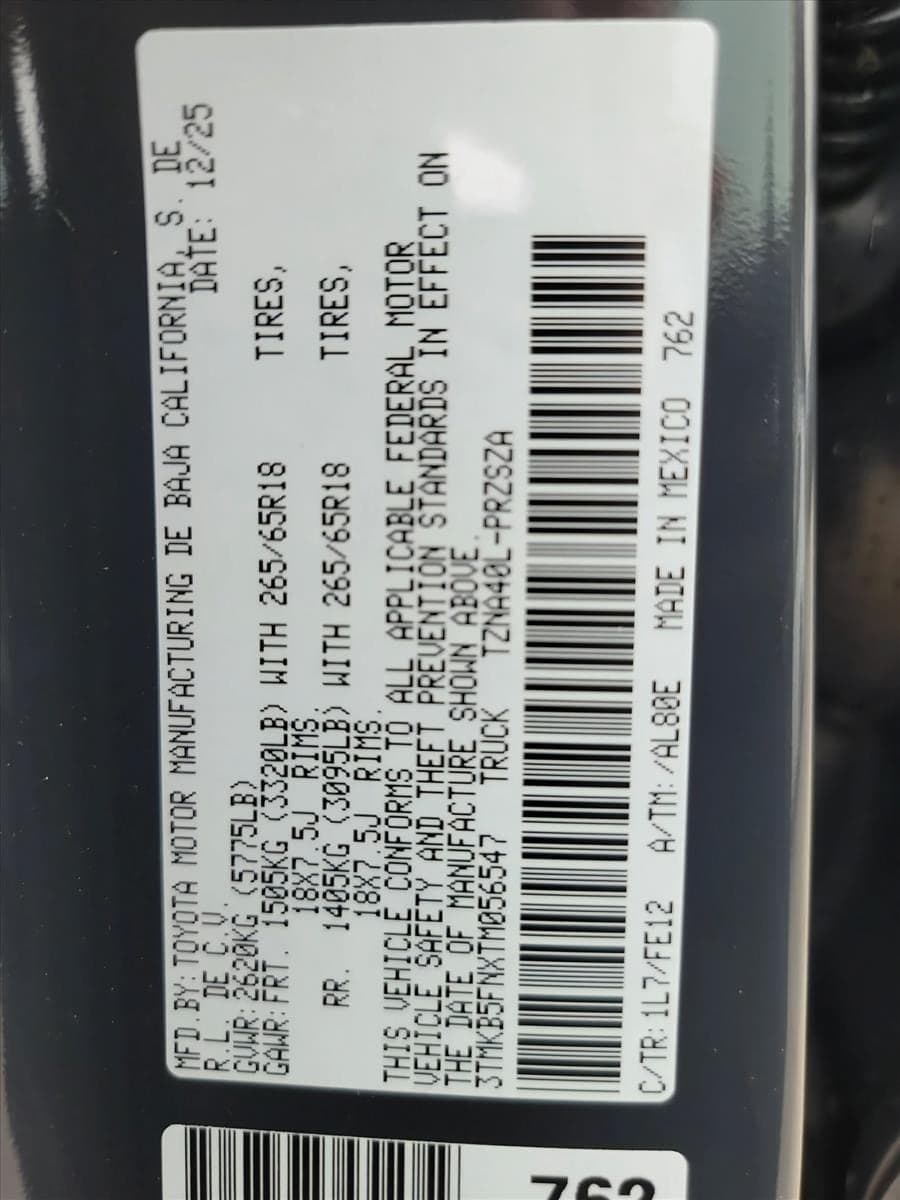 MFD.BY:TOYOTA MOTOR MANUFACTURING DE BAJA CALIFORNIA, S. DE
R.L. DE C.V. DATE: 12/25
GVWR:2620KG (5775LB)
GAWR:FRT. 1505KG (3320LB) WITH 265/65R18 TIRES,
18X7.5J RIMS.
RR. 1405KG (3095LB) WITH 265/65R18 TIRES,
18X7.5J RIMS.
THIS VEHICLE CONFORMS TO ALL APPLICABLE FEDERAL MOTOR
VEHICLE SAFETY AND THEFT PREVENTION STANDARDS IN EFFECT ON
THE DATE OF MANUFACTURE SHOWN ABOVE.
3TMKB5FNXTM056547 TRUCK TZNA40L-PRZSZA
C/TR:1L7/FE12 A/TM:/AL80E MADE IN MEXICO 762
762